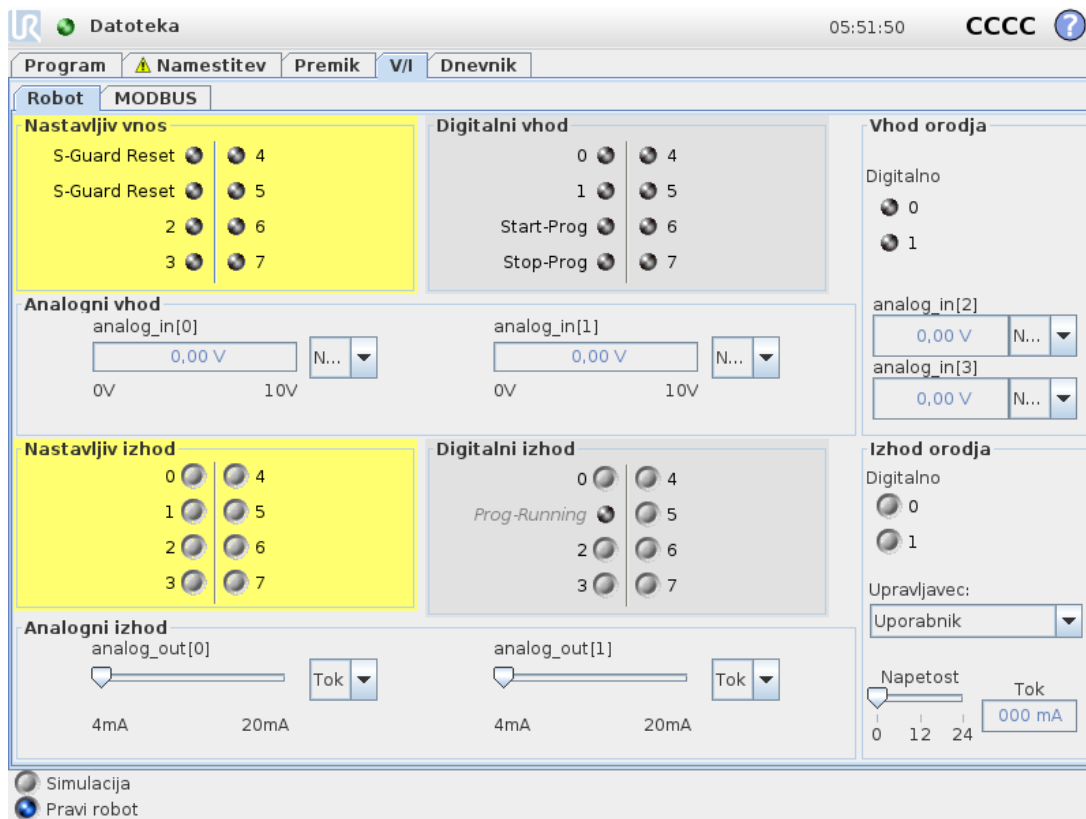 UR Datoteka 05:51:50 CCCC ?
Program Namestitev Premik V/I Dnevnik
Robot MODBUS
Nastavljiv vnos
S-Guard Reset 4
S-Guard Reset 5
2 6
3 7
Digitalni vhod
0 4
1 5
Start-Prog 6
Stop-Prog 7
Vhod orodja
Digitalno
0
1
analog_in[2]
0,00 V N...
analog_in[3]
0,00 V N...
Analogni vhod
analog_in[0]
0,00 V N...
0V 10V
analog_in[1]
0,00 V N...
0V 10V
Nastavljiv izhod
0 4
1 5
2 6
3 7
Digitalni izhod
0 4
Prog-Running 5
2 6
3 7
Izhod orodja
Digitalno
0
1
Upravljavec:
Uporabnik
Napetost
0 12 24
Tok
000 mA
Analogni izhod
analog_out[0]
Tok
4mA 20mA
analog_out[1]
Tok
4mA 20mA
Simulacija
Pravi robot